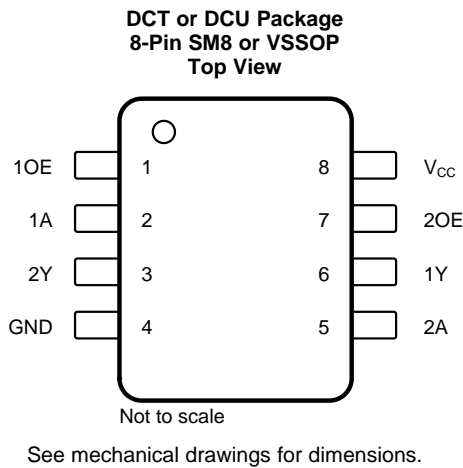 DCT or DCU Package
8-Pin SM8 or VSSOP
Top View
1OE 1 8 VCC
1A 2 7 2OE
2Y 3 6 1Y
GND 4 5 2A
Not to scale
See mechanical drawings for dimensions.